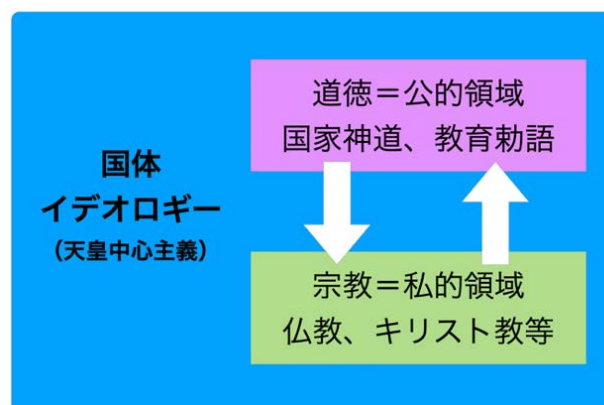 国体
イデオロギー
（天皇中心主義）
道徳＝公的領域
国家神道、教育勅語
宗教＝私的領域
仏教、キリスト教等